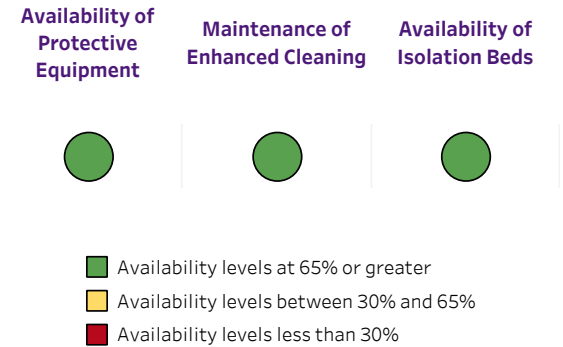 Availability of
Protective
Equipment
Maintenance of
Enhanced Cleaning
Availability of
Isolation Beds
Availability levels at 65% or greater
Availability levels between 30% and 65%
Availability levels less than 30%